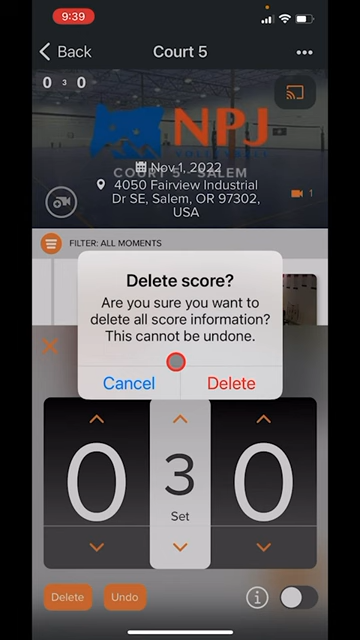 9:39
Back
Court 5
0 3 0
NPJ
COURT 5 - SALEM
Nov 1, 2022
4050 Fairview Industrial
Dr SE, Salem, OR 97302,
USA
1
FILTER: ALL MOMENTS
Delete score?
Are you sure you want to
delete all score information?
This cannot be undone.
Cancel
Delete
0
3
0
Set
Delete
Undo